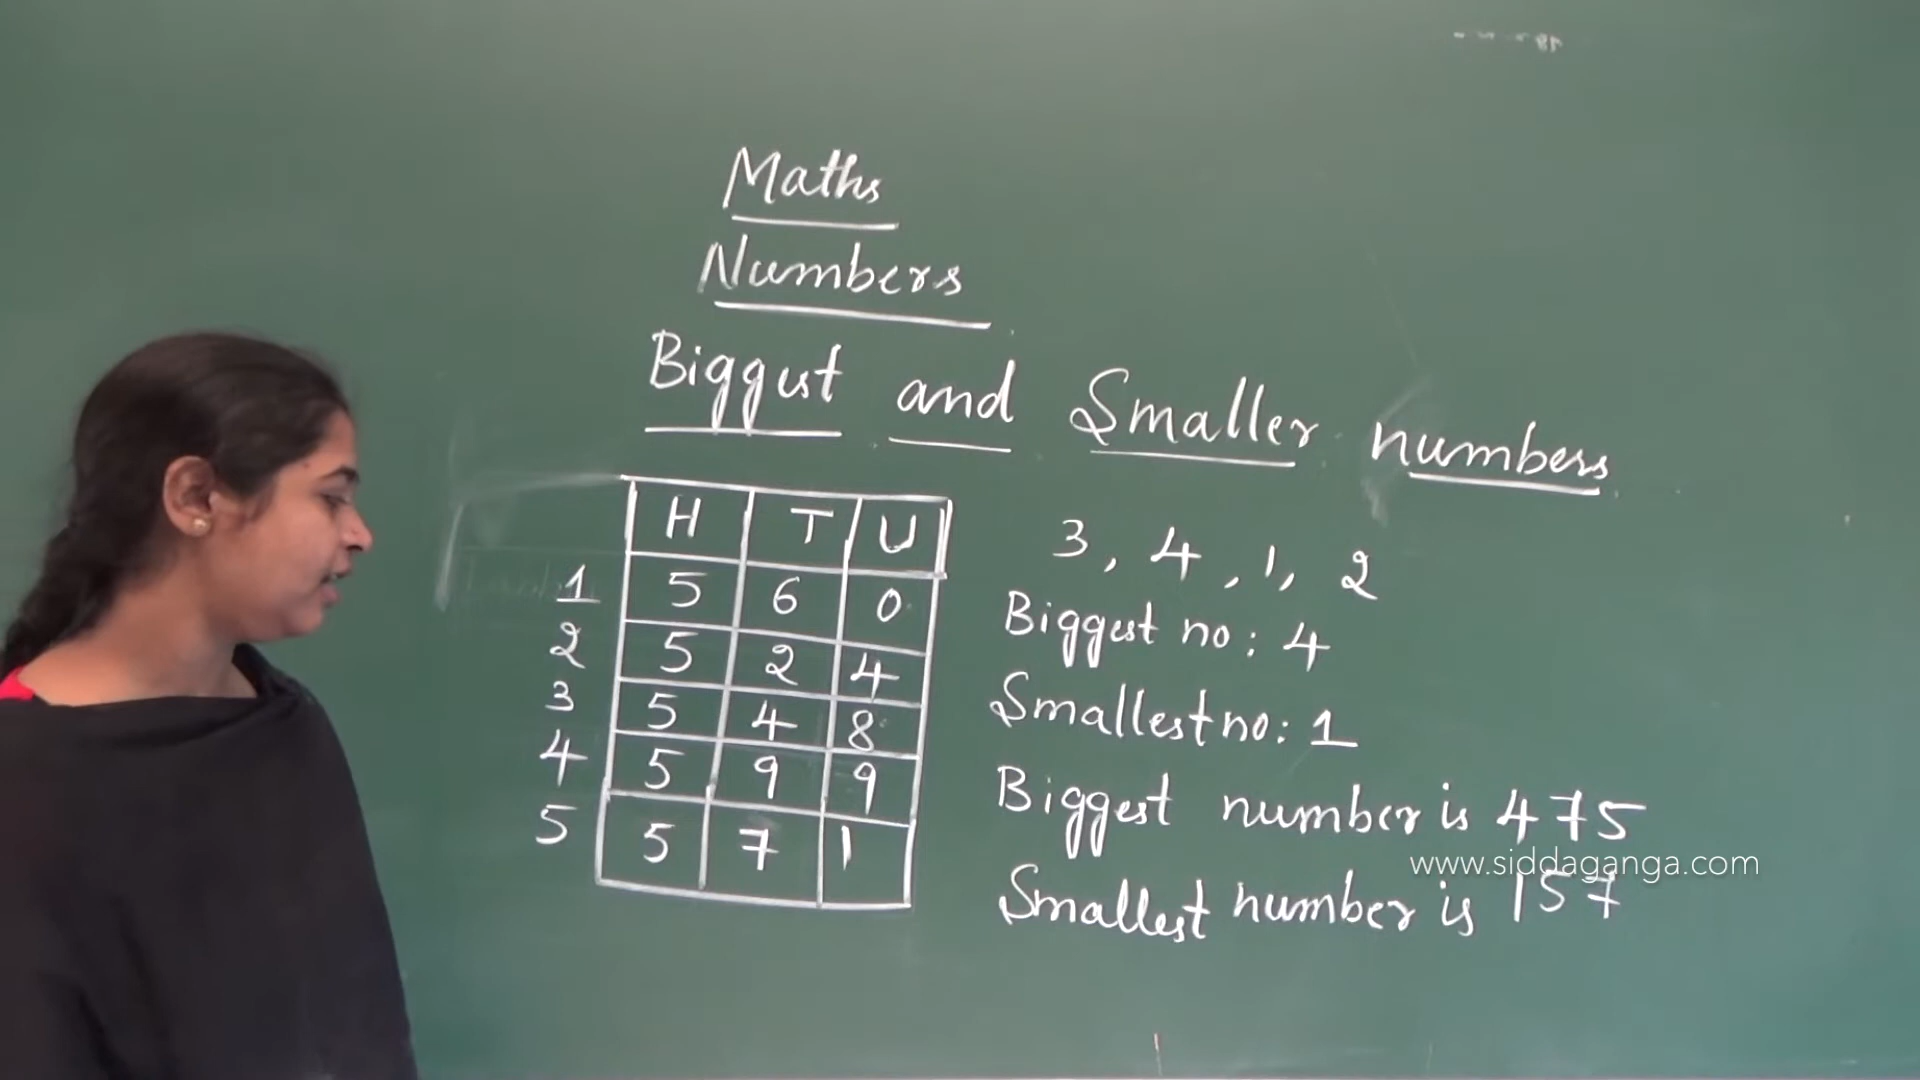 Maths
Numbers
Biggest and Smaller numbers
H T U
1 5 6 0
2 5 2 4
3 5 4 8
4 5 9 9
5 5 7 1
3, 4, 1, 2
Biggest no: 4
Smallest no: 1
Biggest number is 475
www.siddaganga.com
Smallest number is 157